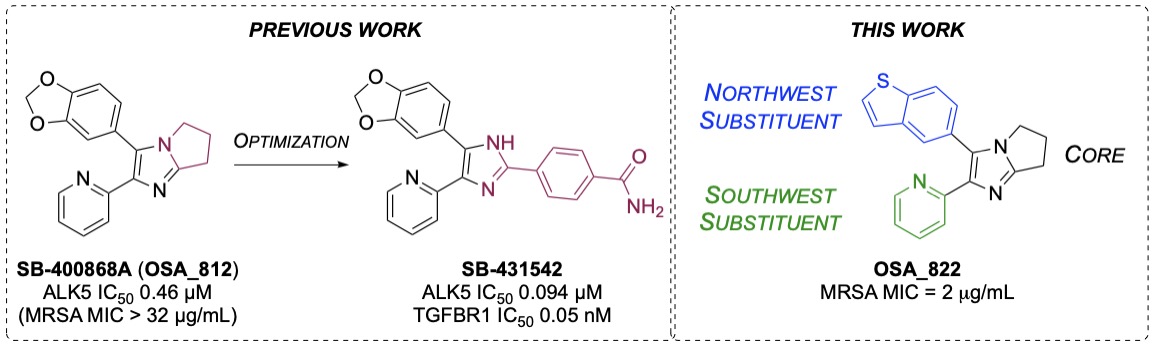 PREVIOUS WORK
O
O
N
N
N
SB-400868A (OSA_812)
ALK5 IC50 0.46 µM
(MRSA MIC > 32 µg/mL)
OPTIMIZATION
O
O
NH
N
N
O
NH2
SB-431542
ALK5 IC50 0.094 µM
TGFBR1 IC50 0.05 nM
THIS WORK
NORTHWEST
SUBSTITUENT
SOUTHWEST
SUBSTITUENT
S
N
N
N
CORE
OSA_822
MRSA MIC = 2 µg/mL